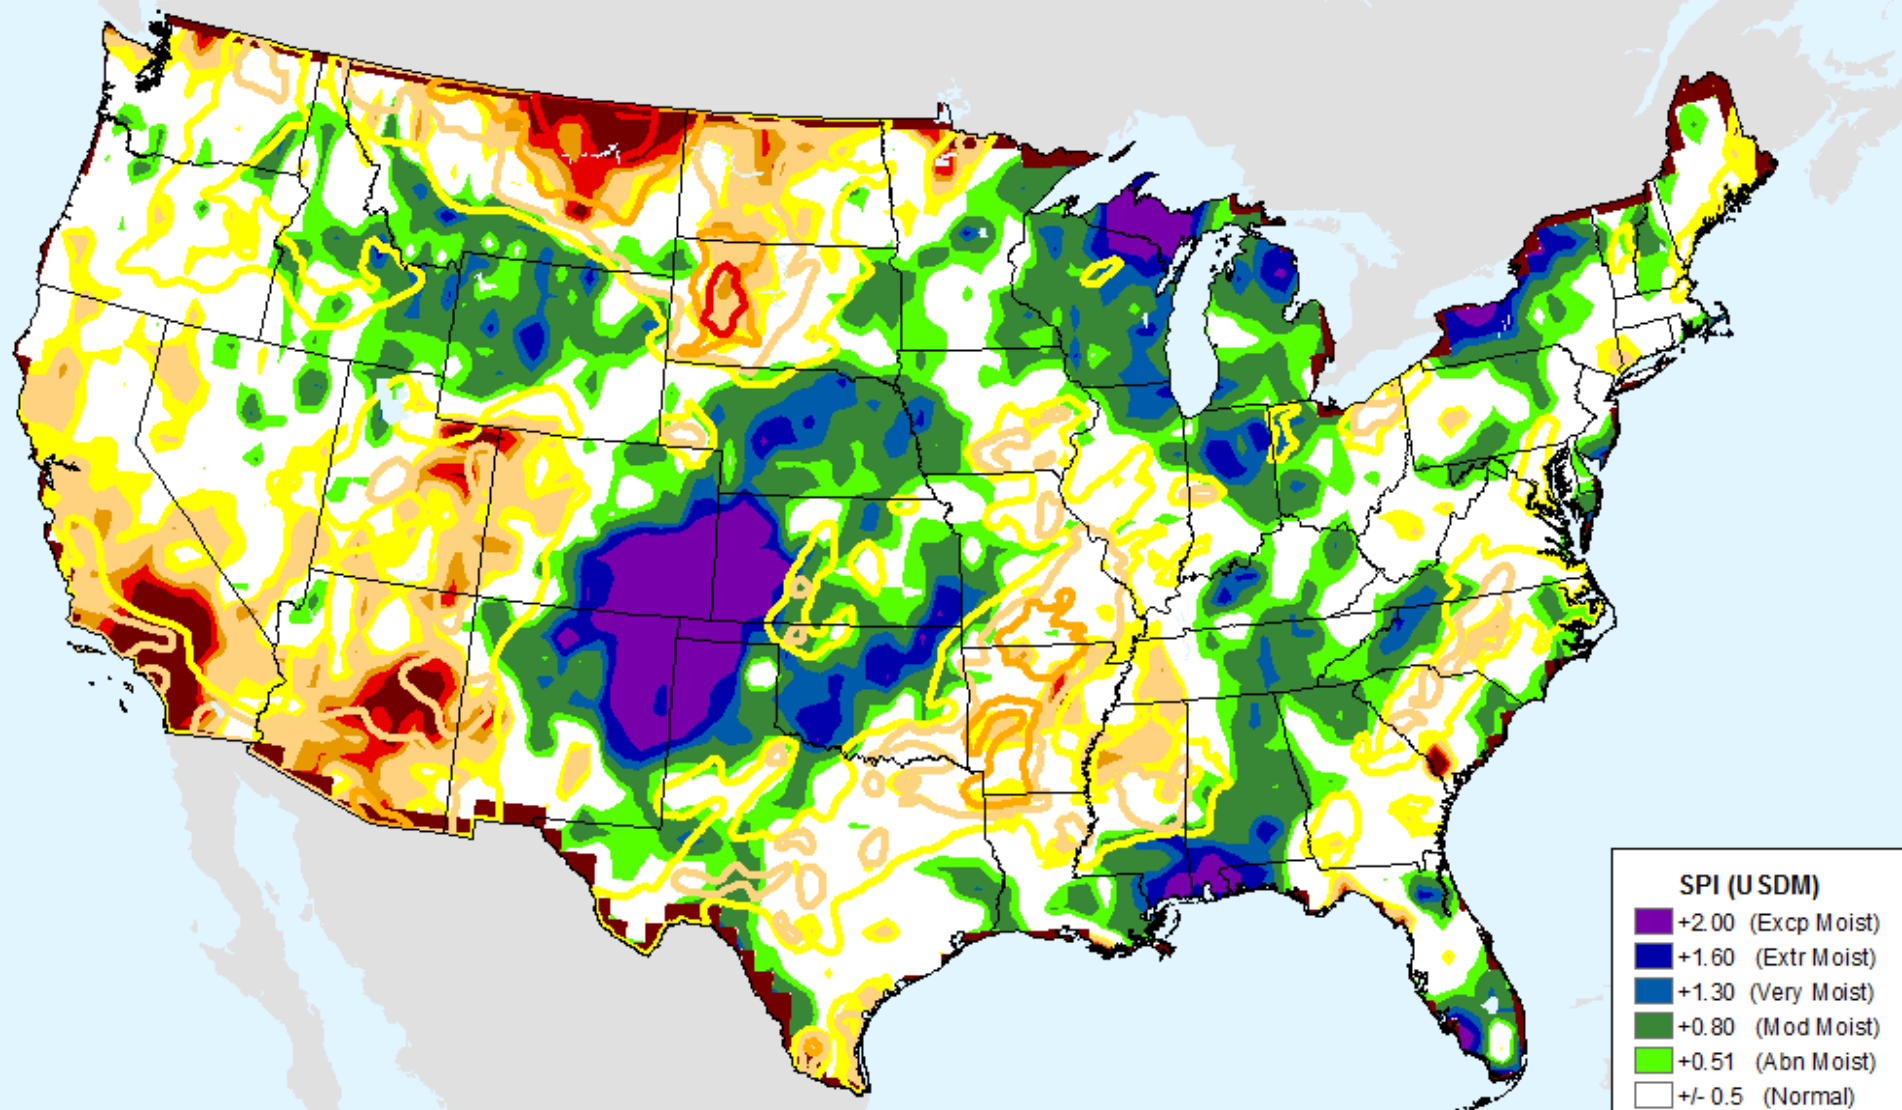 SPI (USDM)
+2.00 (Excp Moist)
+1.60 (Extr Moist)
+1.30 (Very Moist)
+0.80 (Mod Moist)
+0.51 (Abn Moist)
+/- 0.5 (Normal)